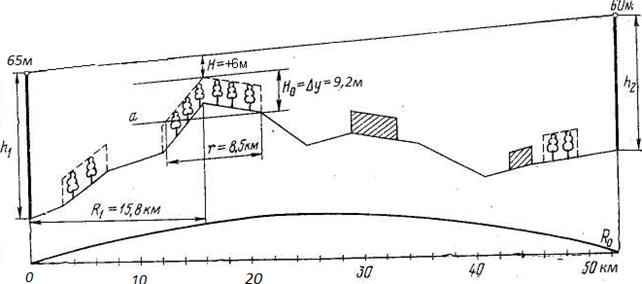 60м
65м
H=+6м
H₀=Δy=9,2м
h₂
a
h₁
r=8,5км
R₁=15,8км
R₀
0 10 20 30 40 50 км